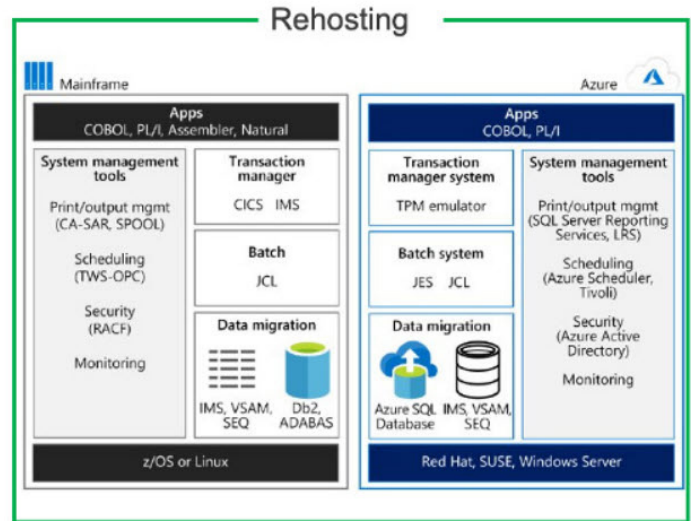 Rehosting
Mainframe
Apps
COBOL, PL/I, Assembler, Natural
System management
tools
Print/output mgmt
(CA-SAR, SPOOL)
Scheduling
(TWS-OPC)
Security
(RACF)
Monitoring
Transaction
manager
CICS IMS
Batch
JCL
Data migration
IMS, VSAM,
SEQ
Db2,
ADABAS
z/OS or Linux
Azure
Apps
COBOL, PL/I
Transaction
manager system
TPM emulator
Batch system
JES JCL
Data migration
Azure SQL
Database
IMS, VSAM,
SEQ
System management
tools
Print/output mgmt
(SQL Server Reporting
Services, LRS)
Scheduling
(Azure Scheduler,
Tivoli)
Security
(Azure Active
Directory)
Monitoring
Red Hat, SUSE, Windows Server